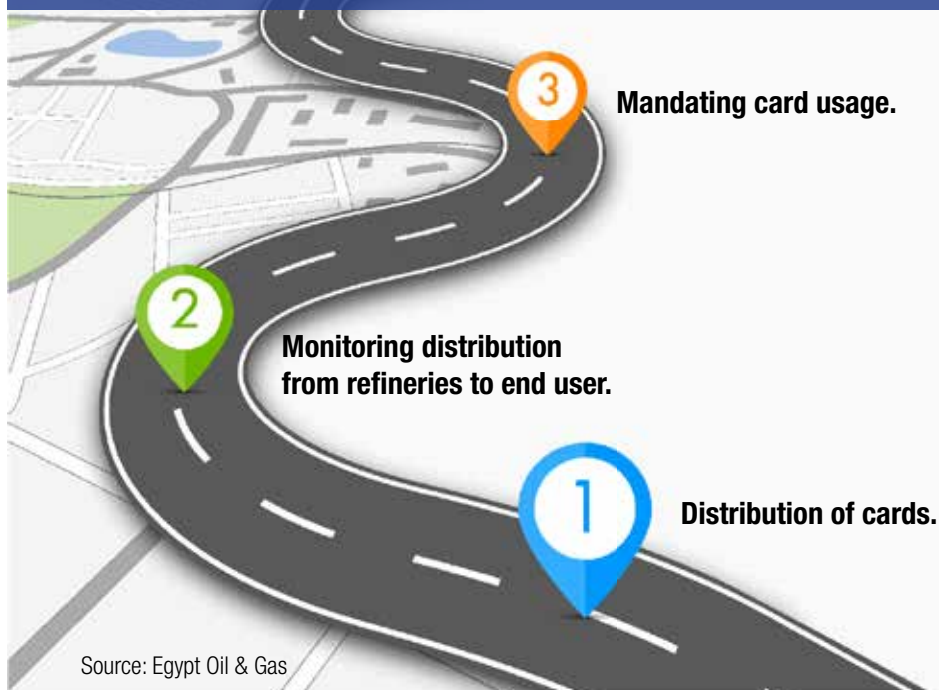 3
Mandating card usage.
2
Monitoring distribution
from refineries to end user.
1
Distribution of cards.
Source: Egypt Oil & Gas